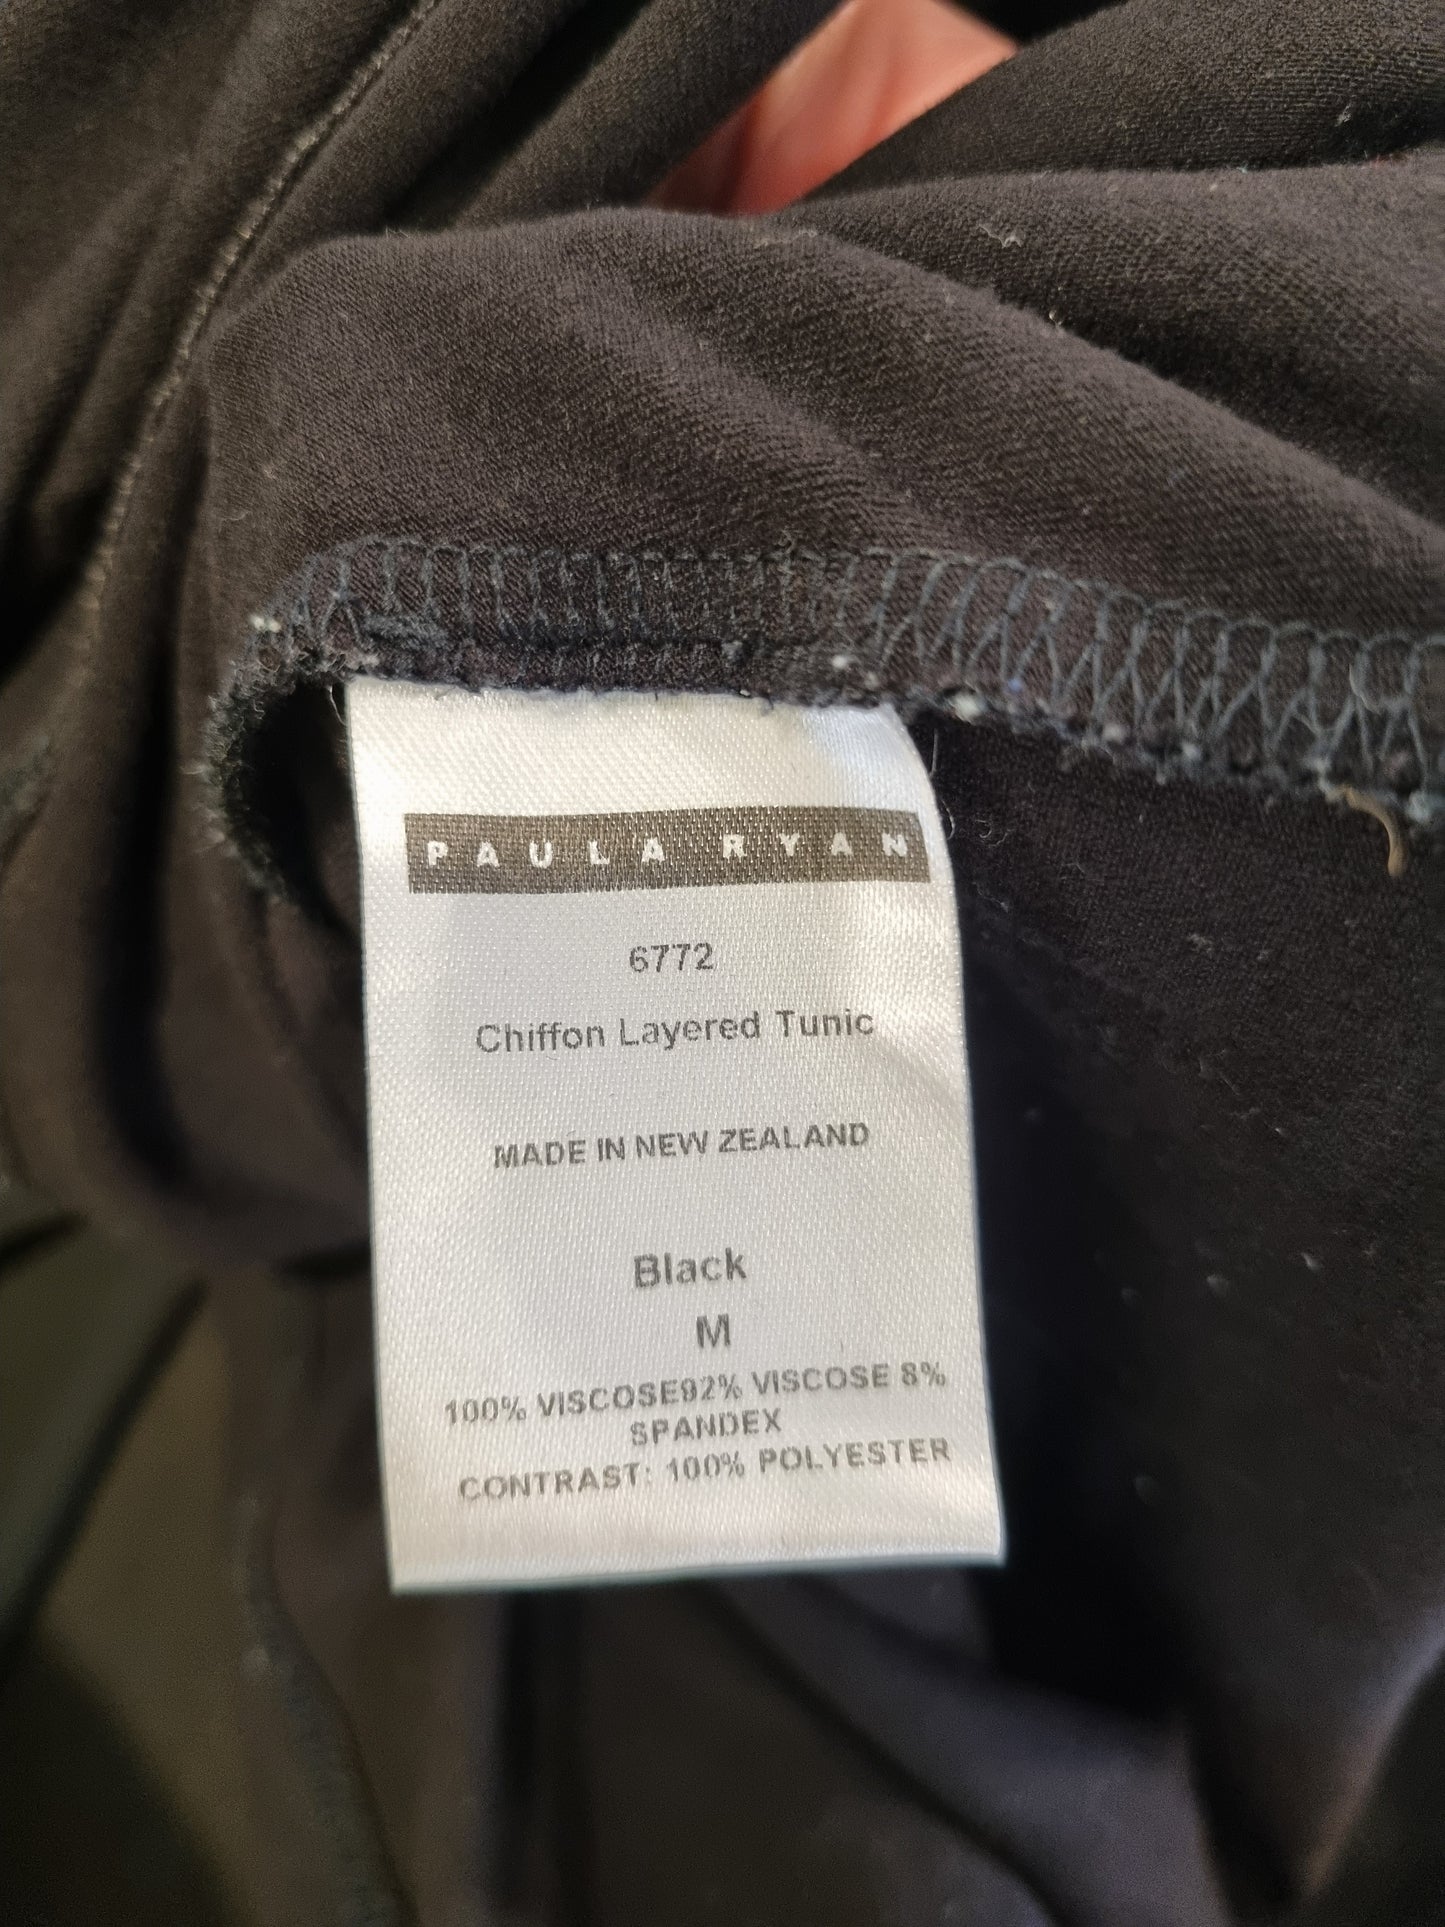 PAULA RYAN
6772
Chiffon Layered Tunic
MADE IN NEW ZEALAND
Black
M
100% VISCOSE92% VISCOSE 8%
SPANDEX
CONTRAST: 100% POLYESTER